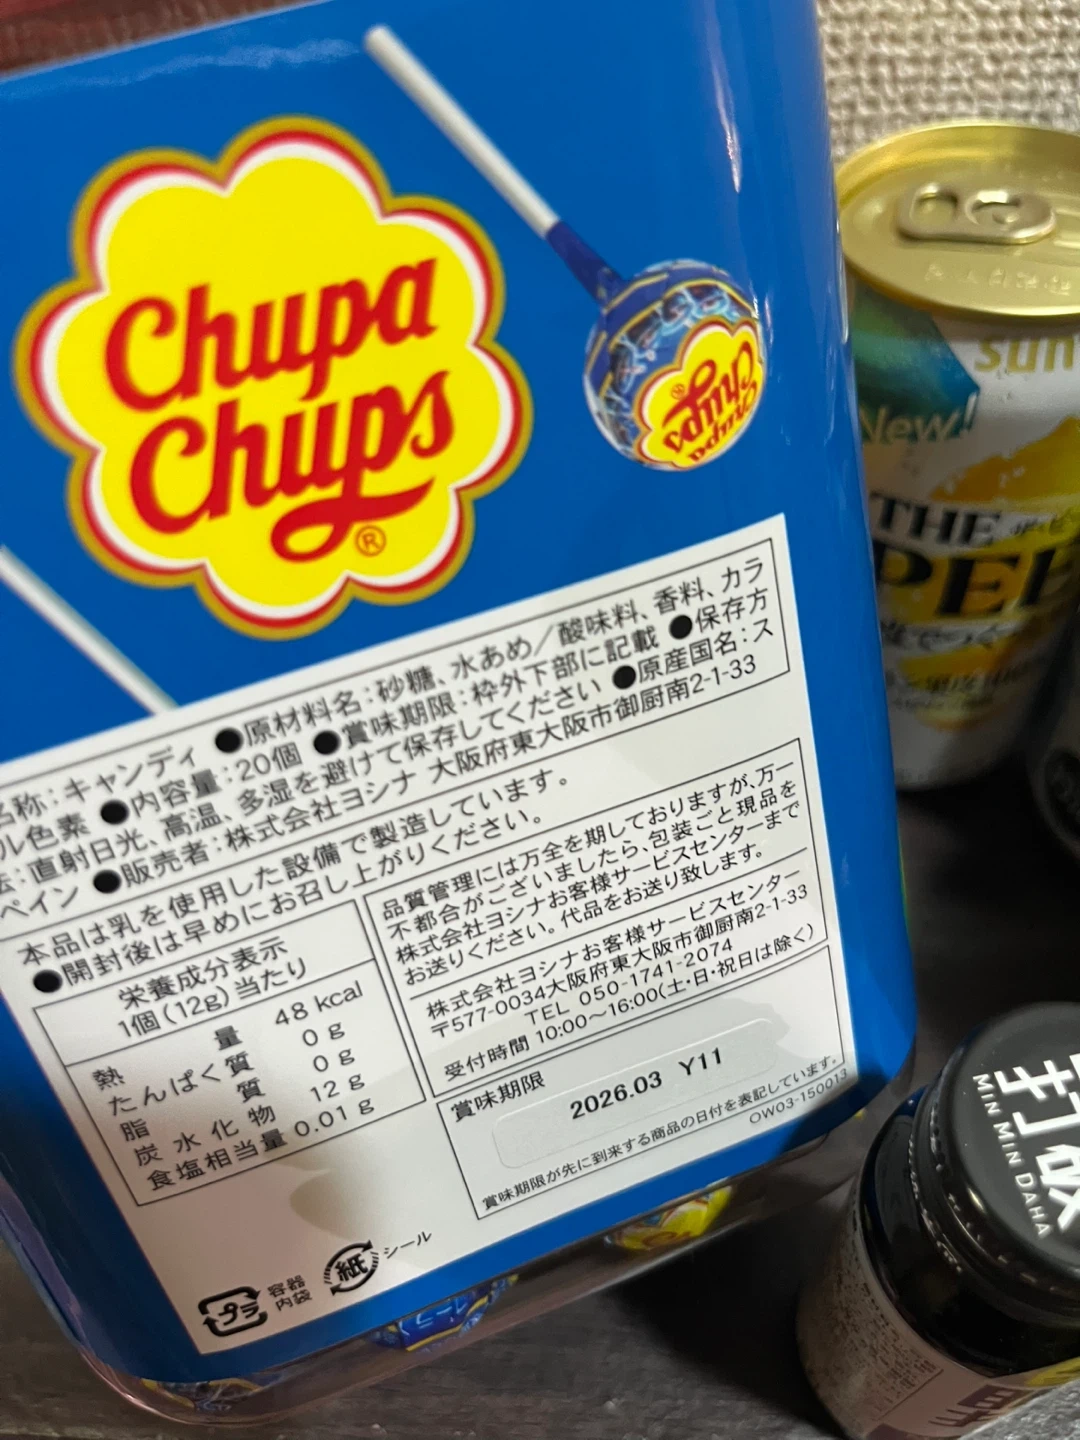 Chupa
Chups
®
Chupa
Chups
名称：キャンディ ●原材料名：砂糖、水あめ／酸味料、香料、カラ
ル色素 ●内容量：20個 ●賞味期限：枠外下部に記載 ●保存方
法：直射日光、高温、多湿を避けて保存してください ●原産国名：ス
ペイン ●販売者：株式会社ヨシナ 大阪府東大阪市御厨南2-1-33
本品は乳を使用した設備で製造しています。
●開封後は早めにお召し上がりください。
栄養成分表示
1個(12g)当たり
熱量 48 kcal
たんぱく質 0 g
脂質 0 g
炭水化物 12 g
食塩相当量 0.01 g
品質管理には万全を期しておりますが、万一
不都合がございましたら、包装ごと現品を
株式会社ヨシナお客様サービスセンターまで
お送りください。代品をお送り致します。
株式会社ヨシナお客様サービスセンター
〒577-0034大阪府東大阪市御厨南2-1-33
TEL 050-1741-2074
受付時間 10:00～16:00(土・日・祝日は除く)
賞味期限
2026.03 Y11
賞味期限が先に到来する商品の日付を表記しています。
OW03-150013
プラ
容器
内袋
紙
シール
New!
THE
打破
MIN MIN DAHA